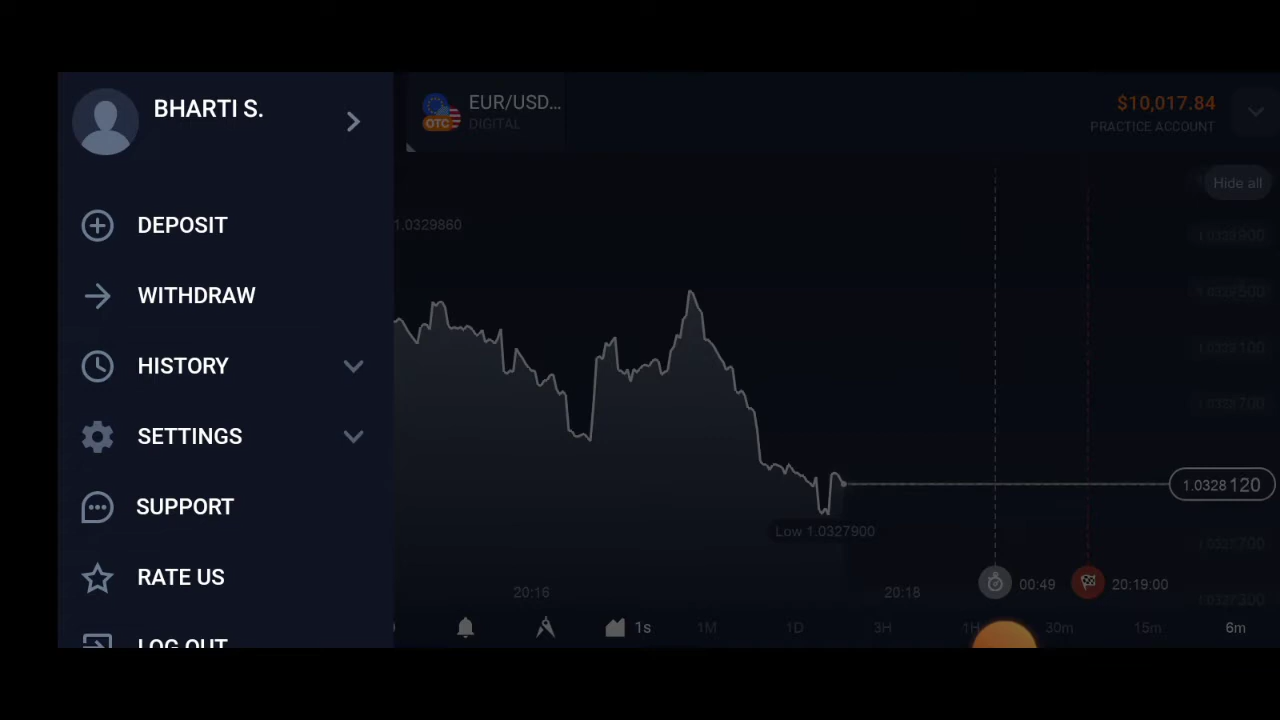 BHARTI S.
DEPOSIT
WITHDRAW
HISTORY
SETTINGS
SUPPORT
RATE US
LOG OUT
EUR/USD...
OTC
DIGITAL
$10,017.84
PRACTICE ACCOUNT
Hide all
1.0329860
1.0328120
Low 1.0327900
00:49
20:19:00
20:16
20:18
1s
1M
1D
3H
1H
30m
15m
6m